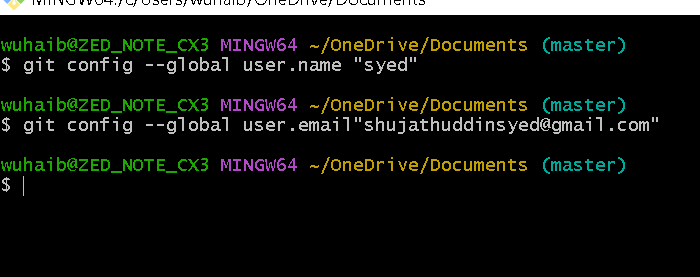 MINGW64:/c/Users/wuhaib/OneDrive/Documents
wuhaib@ZED_NOTE_CX3 MINGW64 ~/OneDrive/Documents (master)
$ git config --global user.name "syed"
wuhaib@ZED_NOTE_CX3 MINGW64 ~/OneDrive/Documents (master)
$ git config --global user.email"shujathuddinsyed@gmail.com"
wuhaib@ZED_NOTE_CX3 MINGW64 ~/OneDrive/Documents (master)
$